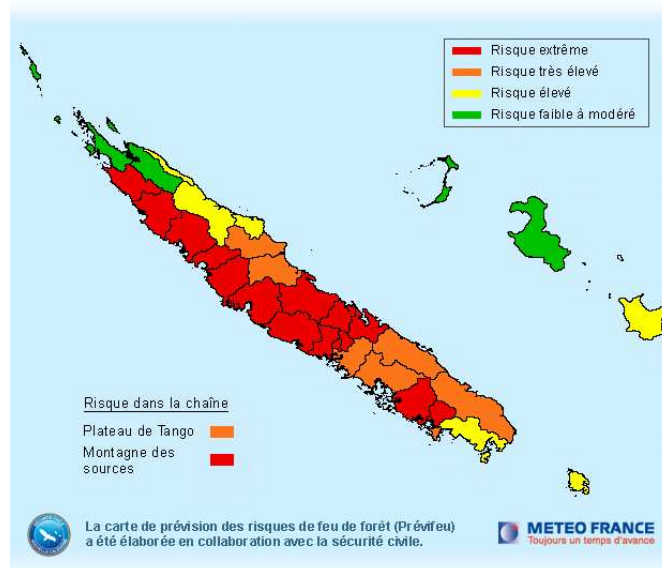 Risque extrême
Risque très élevé
Risque élevé
Risque faible à modéré
Risque dans la chaîne
Plateau de Tango
Montagne des
sources
La carte de prévision des risques de feu de forêt (Prévifeu)
a été élaborée en collaboration avec la sécurité civile.
METEO FRANCE
Toujours un temps d'avance